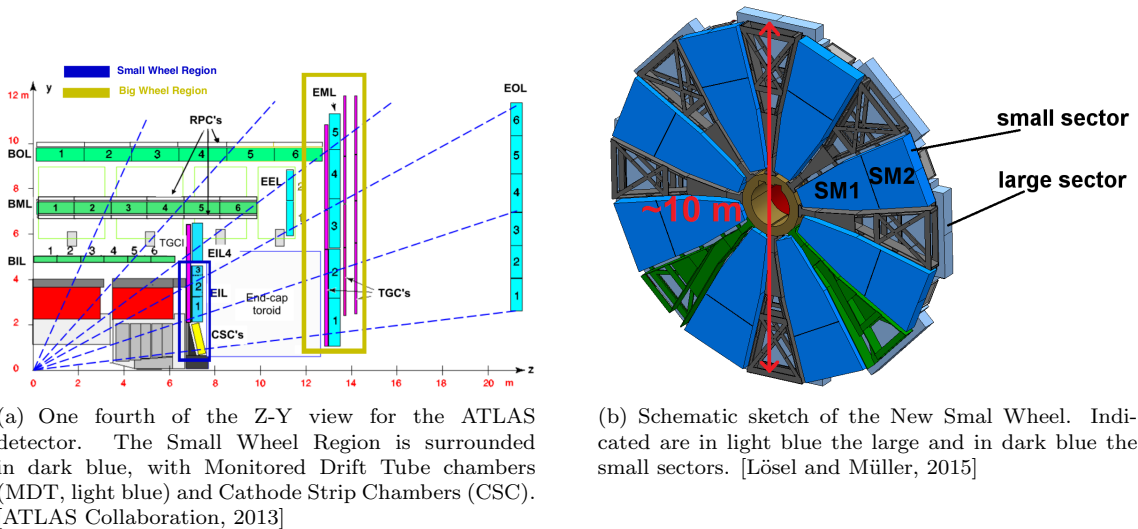 Small Wheel Region
Big Wheel Region
12 m
y
10
8
6
4
2
0
RPC's
BOL
1 2 3 4 5 6
BML
1 2 3 4 5 6
TGCI
BIL
1 2 3 4 5 6
EEL
2
1
EIL4
EIL
3
2
1
CSC's
End-cap
toroid
EML
5
4
3
2
1
TGC's
EOL
6
5
4
3
2
1
0 2 4 6 8 10 12 14 16 18 20 m
z
(a) One fourth of the Z-Y view for the ATLAS
detector. The Small Wheel Region is surrounded
in dark blue, with Monitored Drift Tube chambers
(MDT, light blue) and Cathode Strip Chambers (CSC).
[ATLAS Collaboration, 2013]
~10 m
SM1
SM2
small sector
large sector
(b) Schematic sketch of the New Smal Wheel. Indi-
cated are in light blue the large and in dark blue the
small sectors. [Lösel and Müller, 2015]